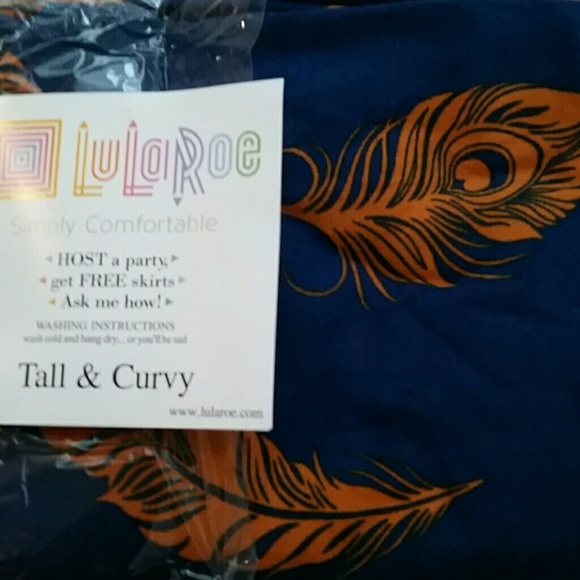 LuLaRoe
Simply Comfortable
HOST a party,
get FREE skirts
Ask me how!
WASHING INSTRUCTIONS
wash cold and hang dry... or you'll be sad
Tall & Curvy
www.lularoe.com